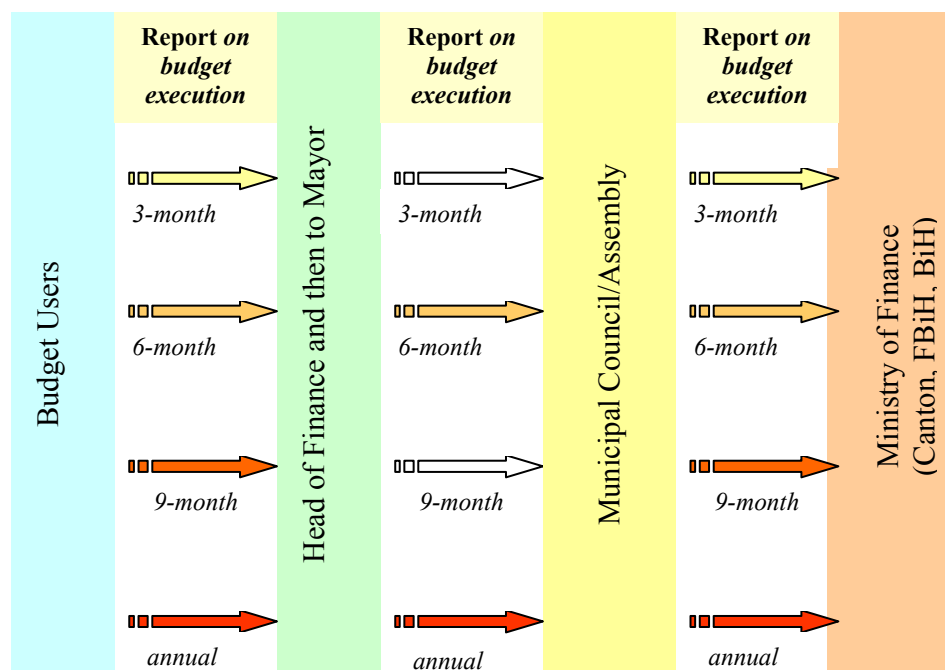 Report on
budget
execution
Report on
budget
execution
Report on
budget
execution
Budget Users
Head of Finance and then to Mayor
Municipal Council/Assembly
Ministry of Finance
(Canton, FBiH, BiH)
3-month
3-month
3-month
6-month
6-month
6-month
9-month
9-month
9-month
annual
annual
annual